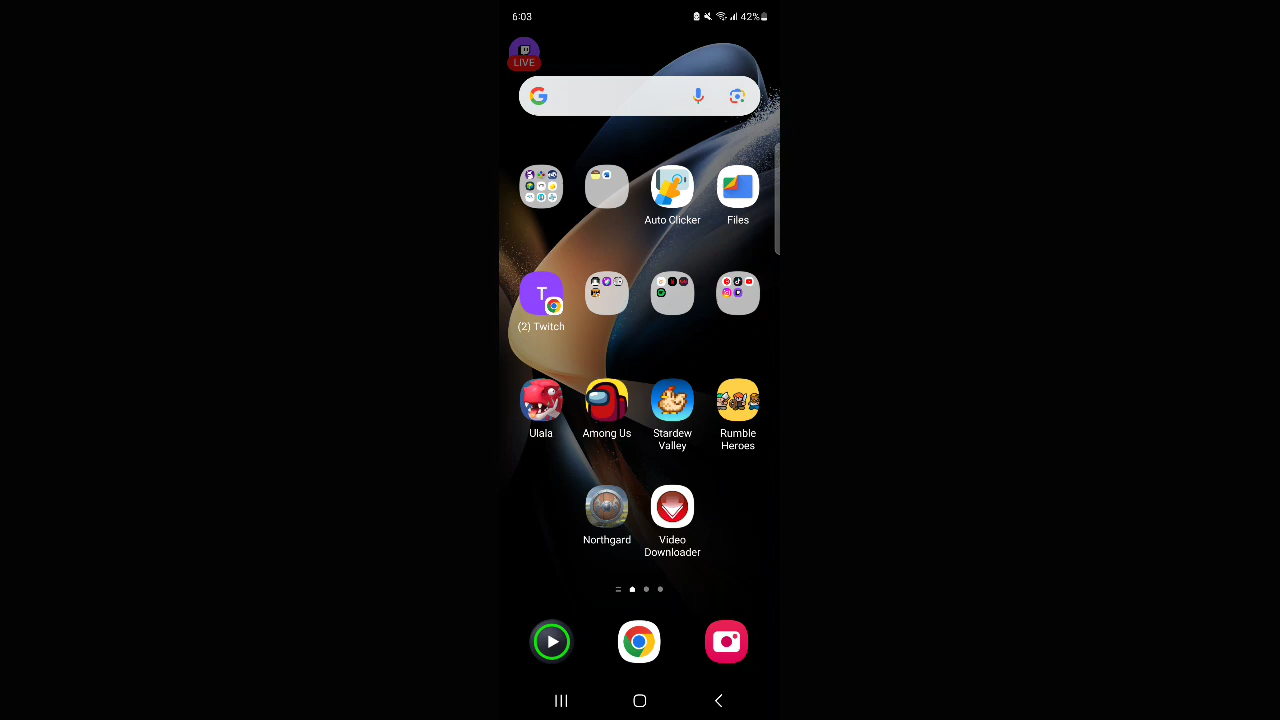 6:03
42%
LIVE
Auto Clicker
Files
T
(2) Twitch
Ulala
Among Us
Stardew
Valley
Rumble
Heroes
Northgard
Video
Downloader